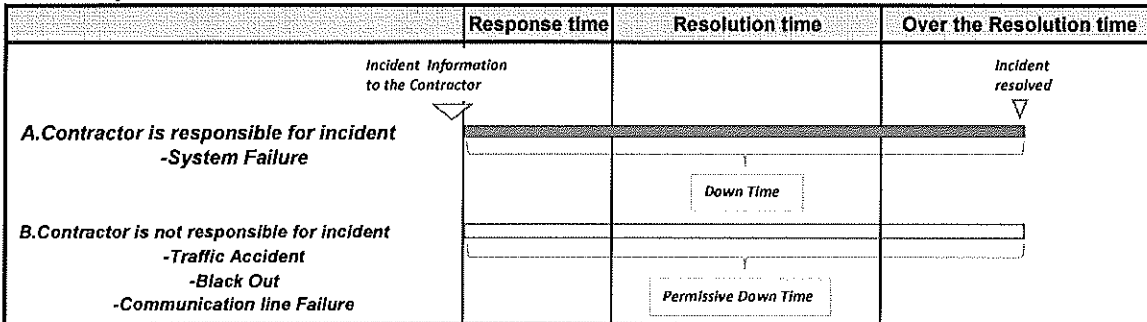 Response time Resolution time Over the Resolution time
Incident Information
to the Contractor
Incident
resolved
A.Contractor is responsible for incident
-System Failure
Down Time
B.Contractor is not responsible for incident
-Traffic Accident
-Black Out
-Communication line Failure
Permissive Down Time